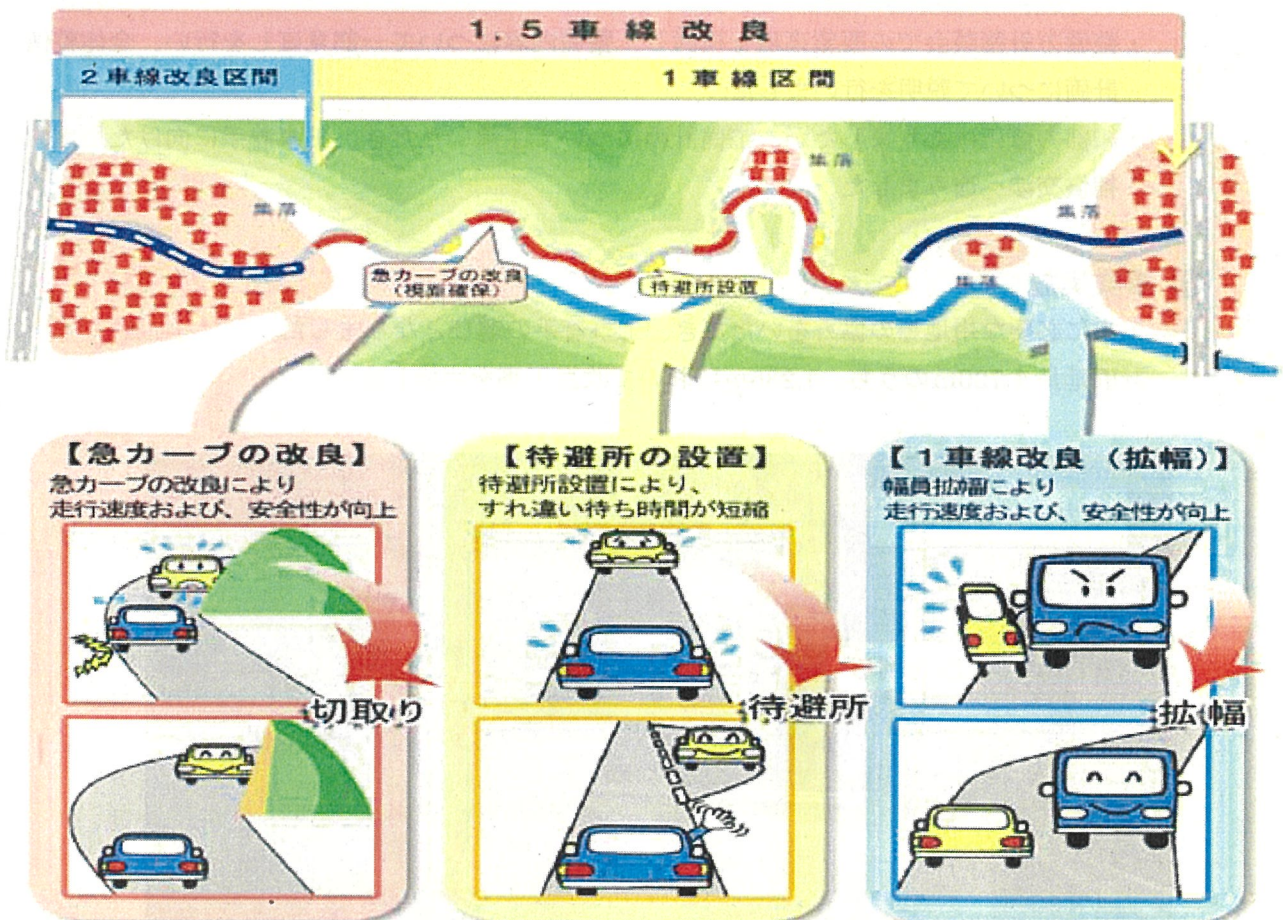 1.5車線改良
2車線改良区間
1車線区間
集落
集落
集落
集落
急カーブの改良
(視距確保)
待避所設置
【急カーブの改良】
急カーブの改良により
走行速度および、安全性が向上
切取り
【待避所の設置】
待避所設置により、
すれ違い待ち時間が短縮
待避所
【1車線改良(拡幅)】
幅員拡幅により
走行速度および、安全性が向上
拡幅